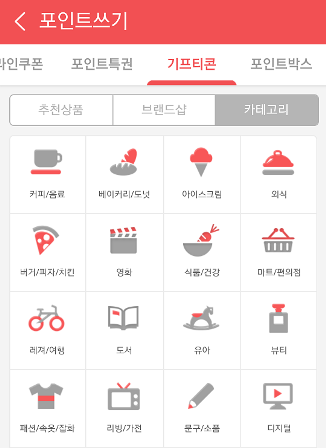 포인트쓰기
라인쿠폰 포인트특권 기프티콘 포인트박스
추천상품 브랜드샵 카테고리
커피/음료 베이커리/도넛 아이스크림 외식
버거/피자/치킨 영화 식품/건강 마트/편의점
레져/여행 도서 유아 뷰티
패션/속옷/잡화 리빙/가전 문구/소품 디지털